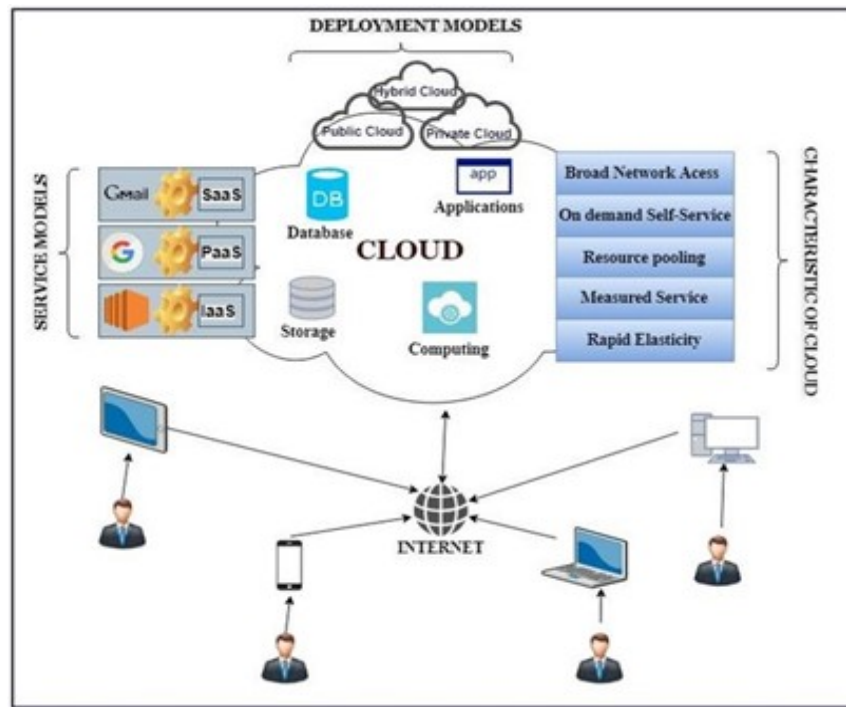 DEPLOYMENT MODELS
Hybrid Cloud
Public Cloud
Private Cloud
SERVICE MODELS
Gmail
SaaS
G
PaaS
IaaS
DB
Database
app
Applications
CLOUD
Storage
Computing
Broad Network Acess
On demand Self-Service
Resource pooling
Measured Service
Rapid Elasticity
CHARACTERISTIC OF CLOUD
INTERNET